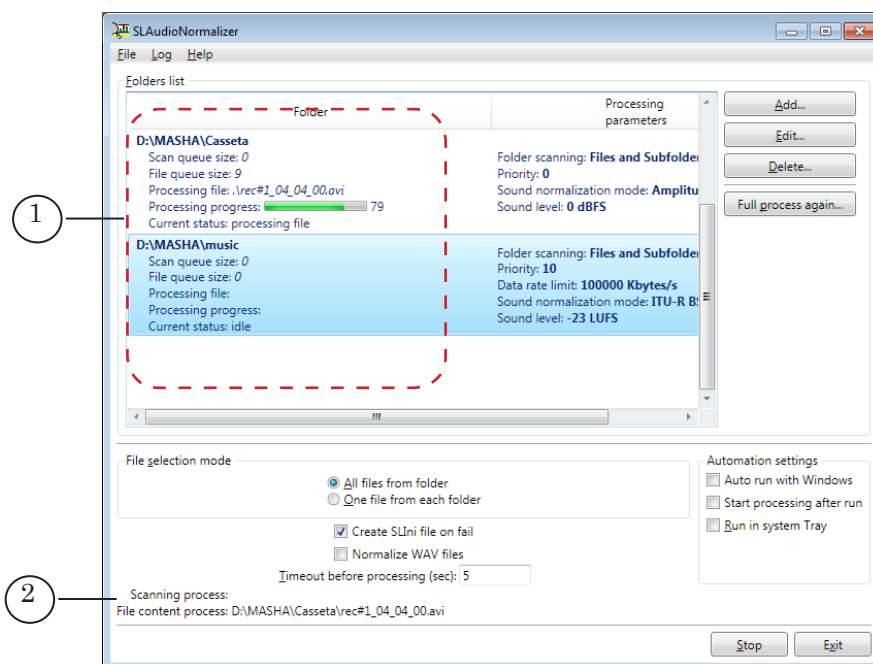 SLAudioNormalizer
File Log Help
Folders list
Folder
Processing
parameters
D:\MASHA\Casseta
Scan queue size: 0
File queue size: 9
Processing file: .\rec#1_04_04_00.avi
Processing progress: 79
Current status: processing file
Folder scanning: Files and Subfolde
Priority: 0
Sound normalization mode: Amplitu
Sound level: 0 dBFS
D:\MASHA\music
Scan queue size: 0
File queue size: 0
Processing file:
Processing progress:
Current status: idle
Folder scanning: Files and Subfolde
Priority: 10
Data rate limit: 100000 Kbytes/s
Sound normalization mode: ITU-R BS
Sound level: -23 LUFS
Add...
Edit...
Delete...
Full process again...
1
File selection mode
All files from folder
One file from each folder
Create SLIni file on fail
Normalize WAV files
Timeout before processing (sec): 5
Automation settings
Auto run with Windows
Start processing after run
Run in system Tray
2
Scanning process:
File content process: D:\MASHA\Casseta\rec#1_04_04_00.avi
Stop
Exit